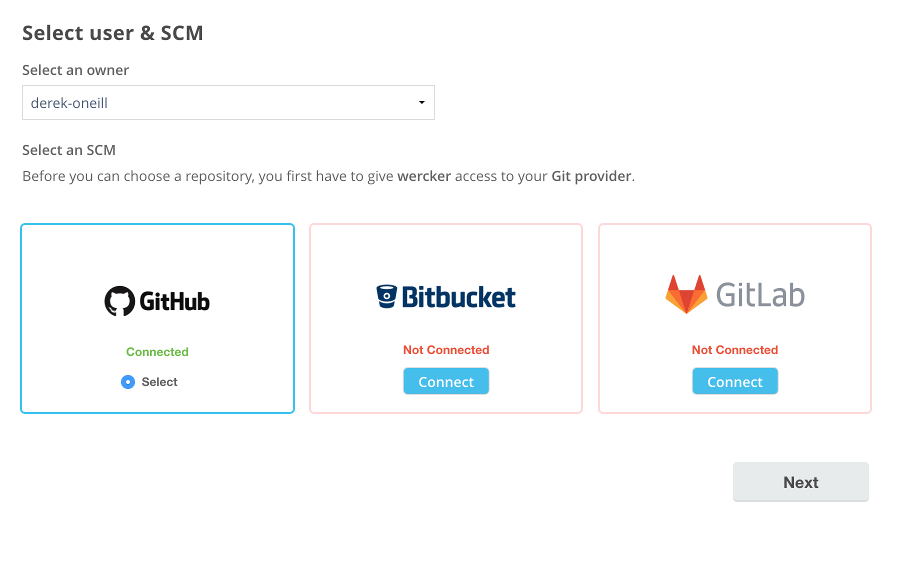 Select user & SCM
Select an owner
derek-oneill
Select an SCM
Before you can choose a repository, you first have to give wercker access to your Git provider.
GitHub
Connected
Select
Bitbucket
Not Connected
Connect
GitLab
Not Connected
Connect
Next